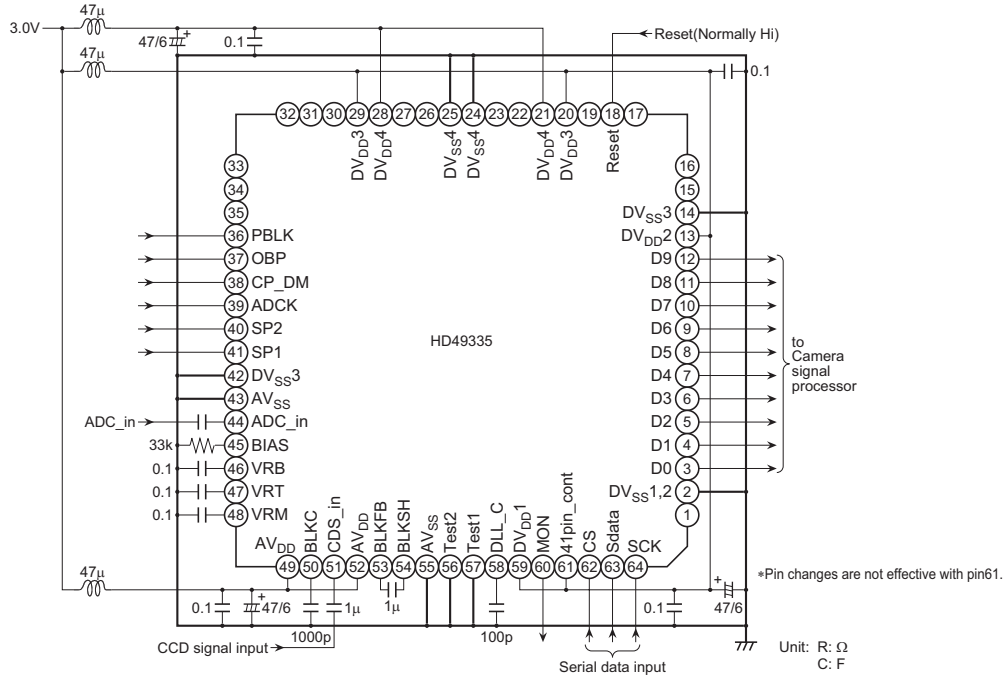 3.0V
47μ
47/6
+
0.1
Reset(Normally Hi)
47μ
0.1
32 31 30 29 28 27 26 25 24 23 22 21 20 19 18 17
DVDD3
DVDD4
DVSS4
DVSS4
DVDD4
DVDD3
Reset
33
34
35
36 PBLK
37 OBP
38 CP_DM
39 ADCK
40 SP2
41 SP1
42 DVSS3
43 AVSS
ADC_in
44 ADC_in
33k
45 BIAS
0.1
46 VRB
0.1
47 VRT
0.1
48 VRM
HD49335
16
15
DVSS3 14
DVDD2 13
D9 12
D8 11
D7 10
D6 9
D5 8
D4 7
D3 6
D2 5
D1 4
D0 3
DVSS1,2 2
1
to
Camera
signal
processor
AVDD
BLKC
CDS_in
AVDD
BLKFB
BLKSH
AVSS
Test2
Test1
DLL_C
DVDD1
MON
41pin_cont
CS
Sdata
SCK
49 50 51 52 53 54 55 56 57 58 59 60 61 62 63 64
47μ
0.1
+
47/6
1000p
1μ
1μ
100p
0.1
+
47/6
*Pin changes are not effective with pin61.
CCD signal input
Serial data input
Unit: R: Ω
C: F